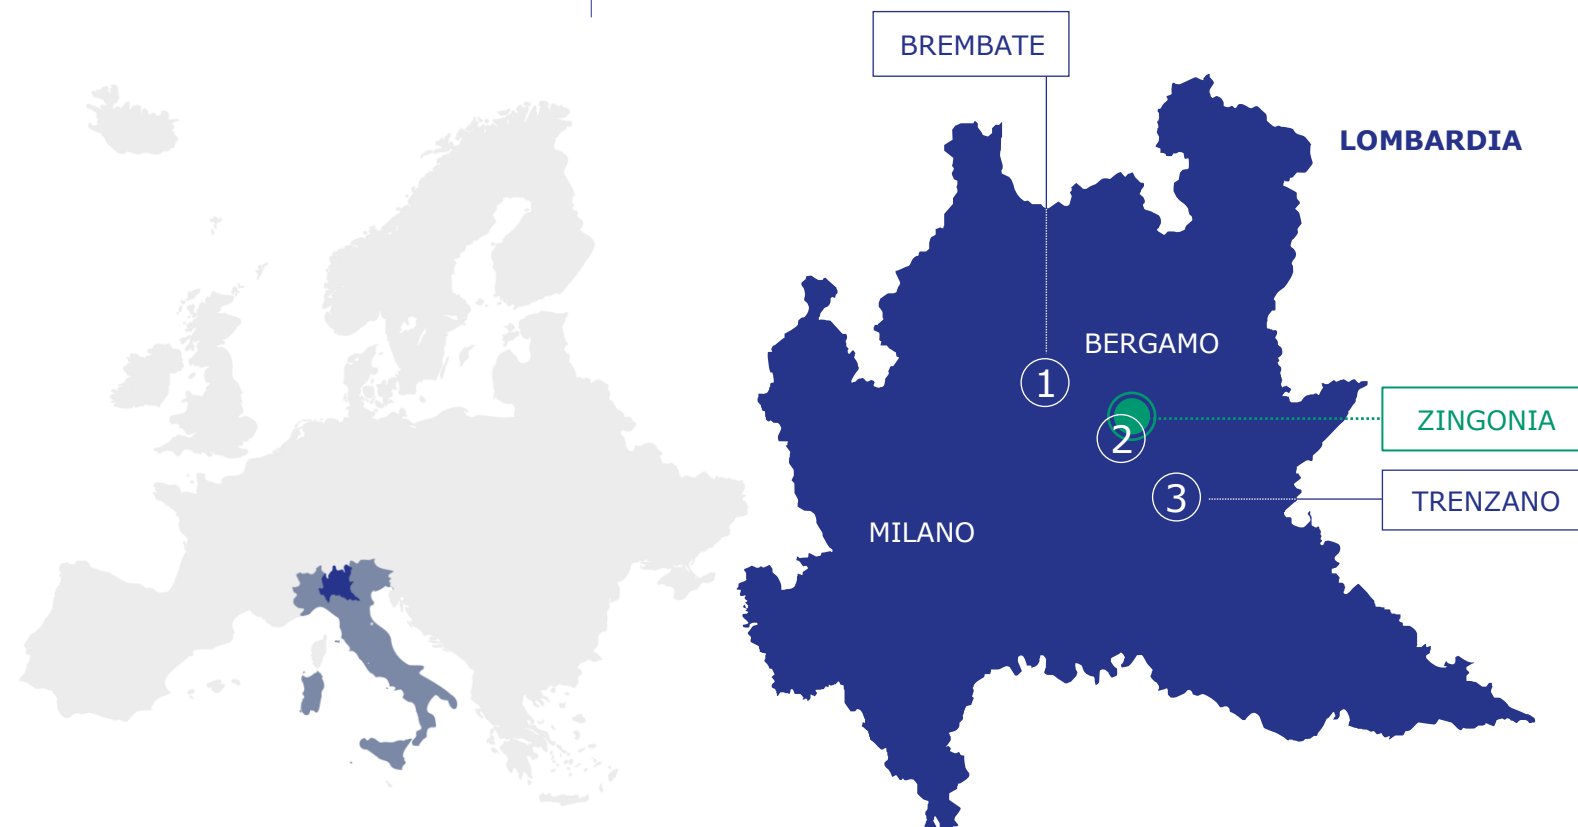 BREMBATE
LOMBARDIA
BERGAMO
1
ZINGONIA
2
3
TRENZANO
MILANO